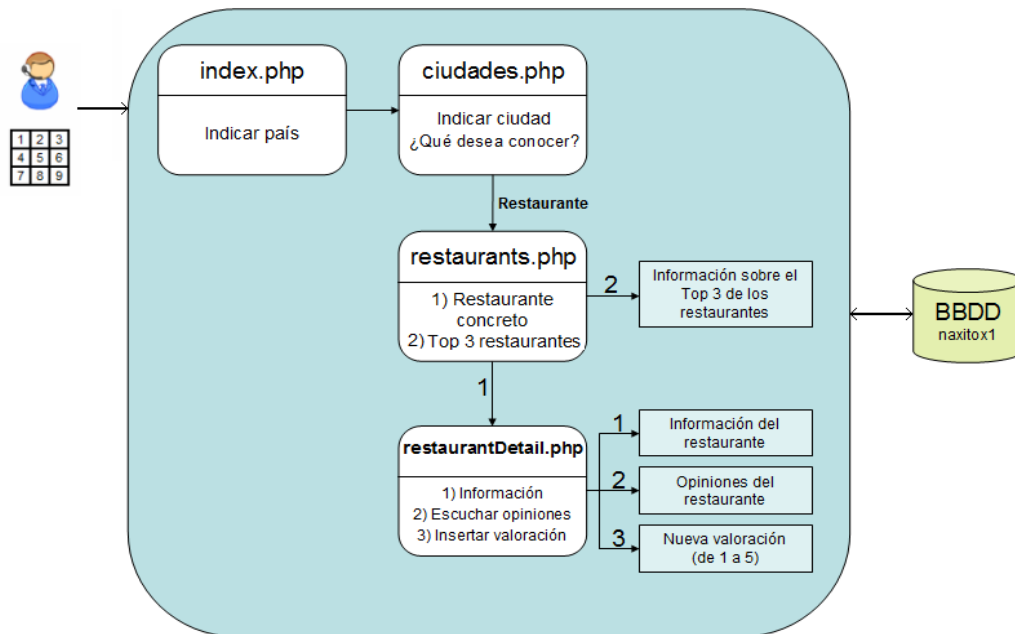 1 2 3
4 5 6
7 8 9
index.php
Indicar país
ciudades.php
Indicar ciudad
¿Qué desea conocer?
Restaurante
restaurants.php
1) Restaurante
concreto
2) Top 3 restaurantes
2
Información sobre el
Top 3 de los
restaurantes
BBDD
naxitox1
1
restaurantDetail.php
1) Información
2) Escuchar opiniones
3) Insertar valoración
1
Información del
restaurante
2
Opiniones del
restaurante
3
Nueva valoración
(de 1 a 5)